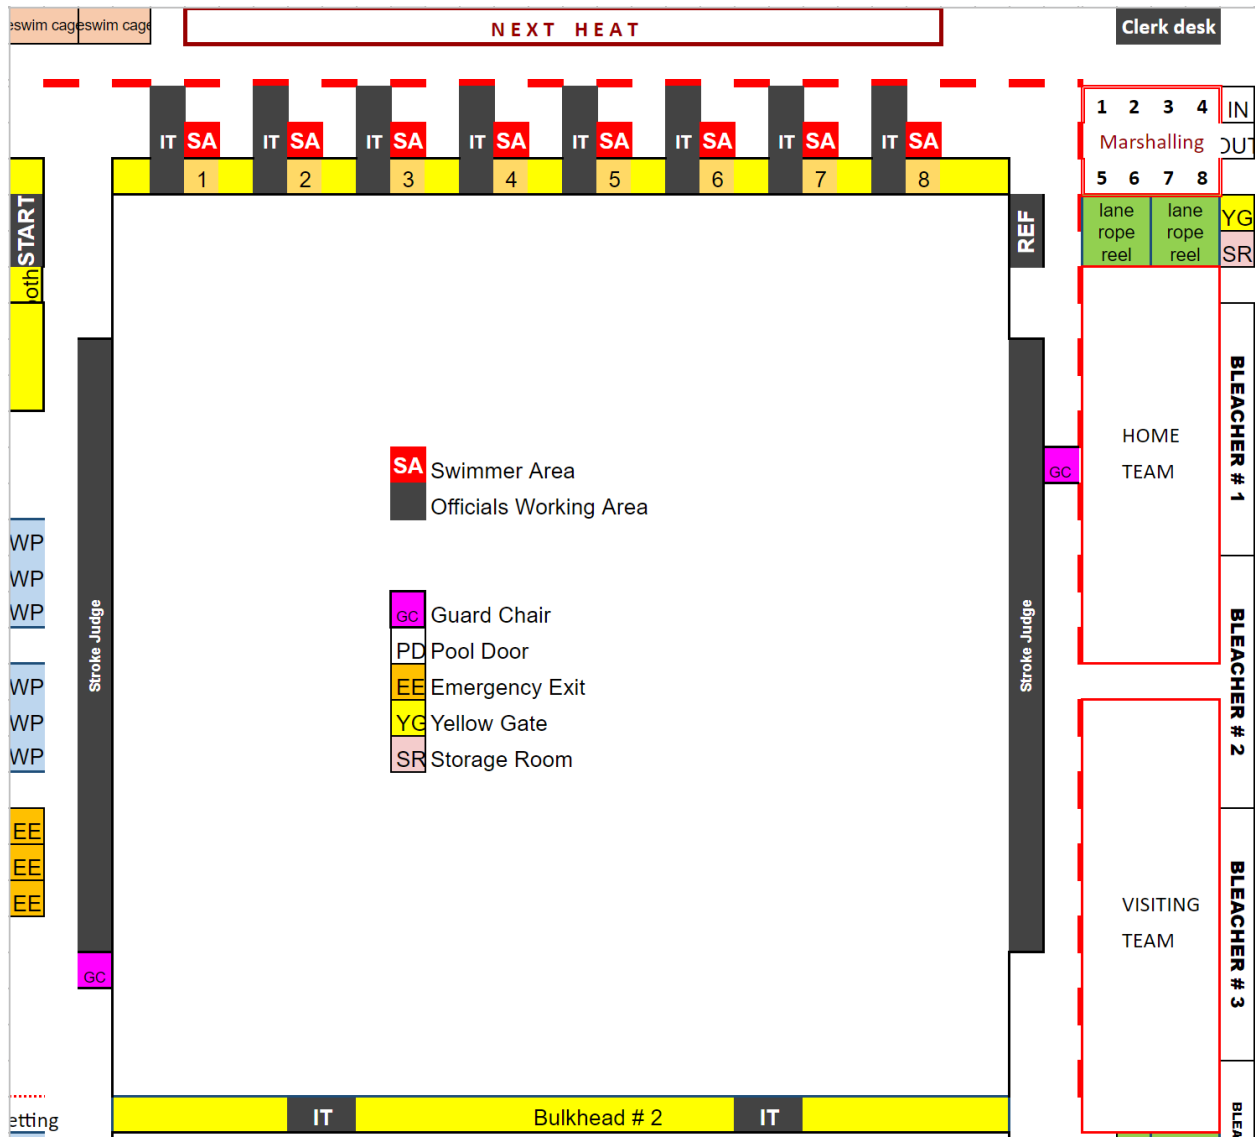 eswim cage eswim cage
NEXT HEAT
Clerk desk
1 2 3 4
IN
Marshalling
OUT
5 6 7 8
IT SA IT SA IT SA IT SA IT SA IT SA IT SA IT SA
1 2 3 4 5 6 7 8
START
REF
lane rope reel
lane rope reel
YG
SR
oth
HOME
TEAM
BLEACHER # 1
SA Swimmer Area
Officials Working Area
GC
WP
WP
WP
Stroke Judge
GC Guard Chair
PD Pool Door
EE Emergency Exit
YG Yellow Gate
SR Storage Room
Stroke Judge
BLEACHER # 2
WP
WP
WP
EE
EE
EE
VISITING
TEAM
BLEACHER # 3
GC
IT Bulkhead # 2 IT
etting
BLEA